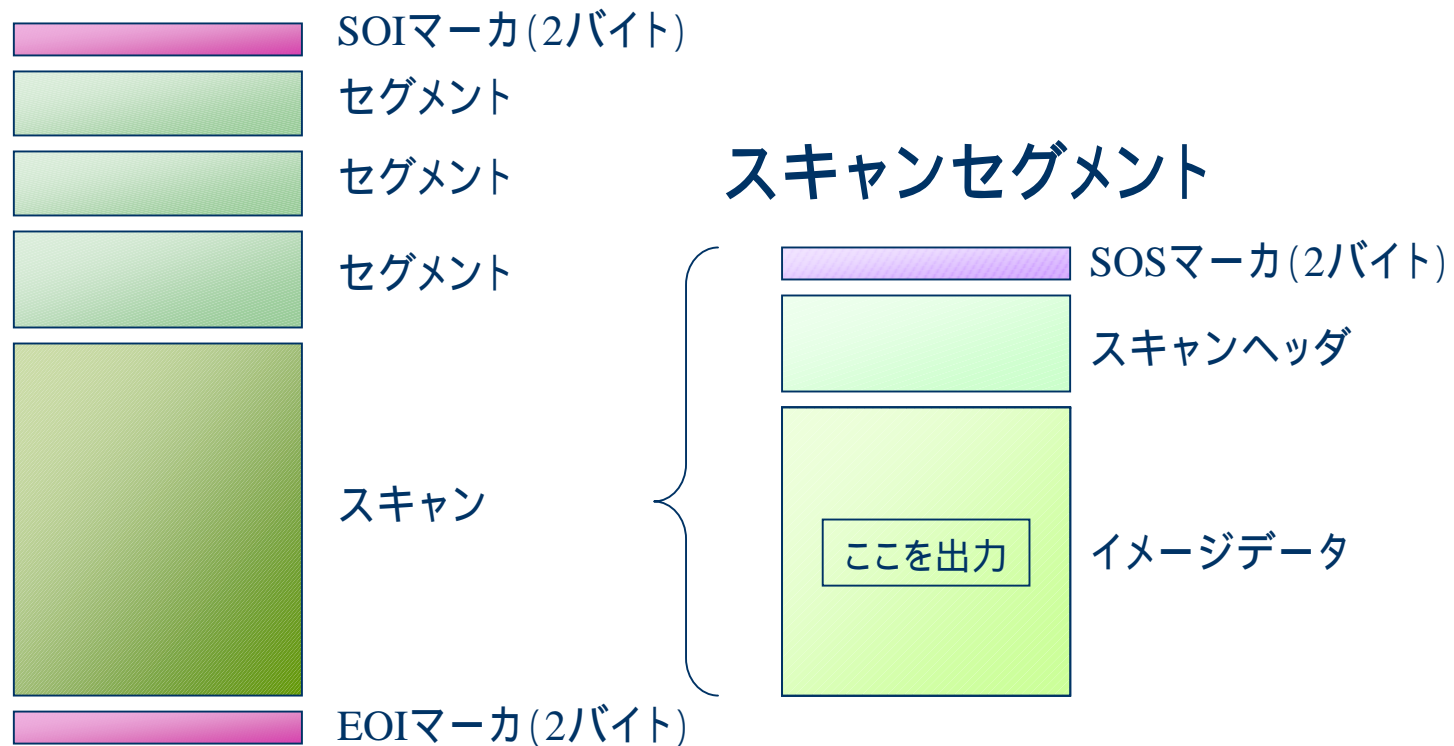 SOIマーカ(2バイト)
セグメント
セグメント
セグメント
スキャン
EOIマーカ(2バイト)
スキャンセグメント
SOSマーカ(2バイト)
スキャンヘッダ
ここを出力
イメージデータ